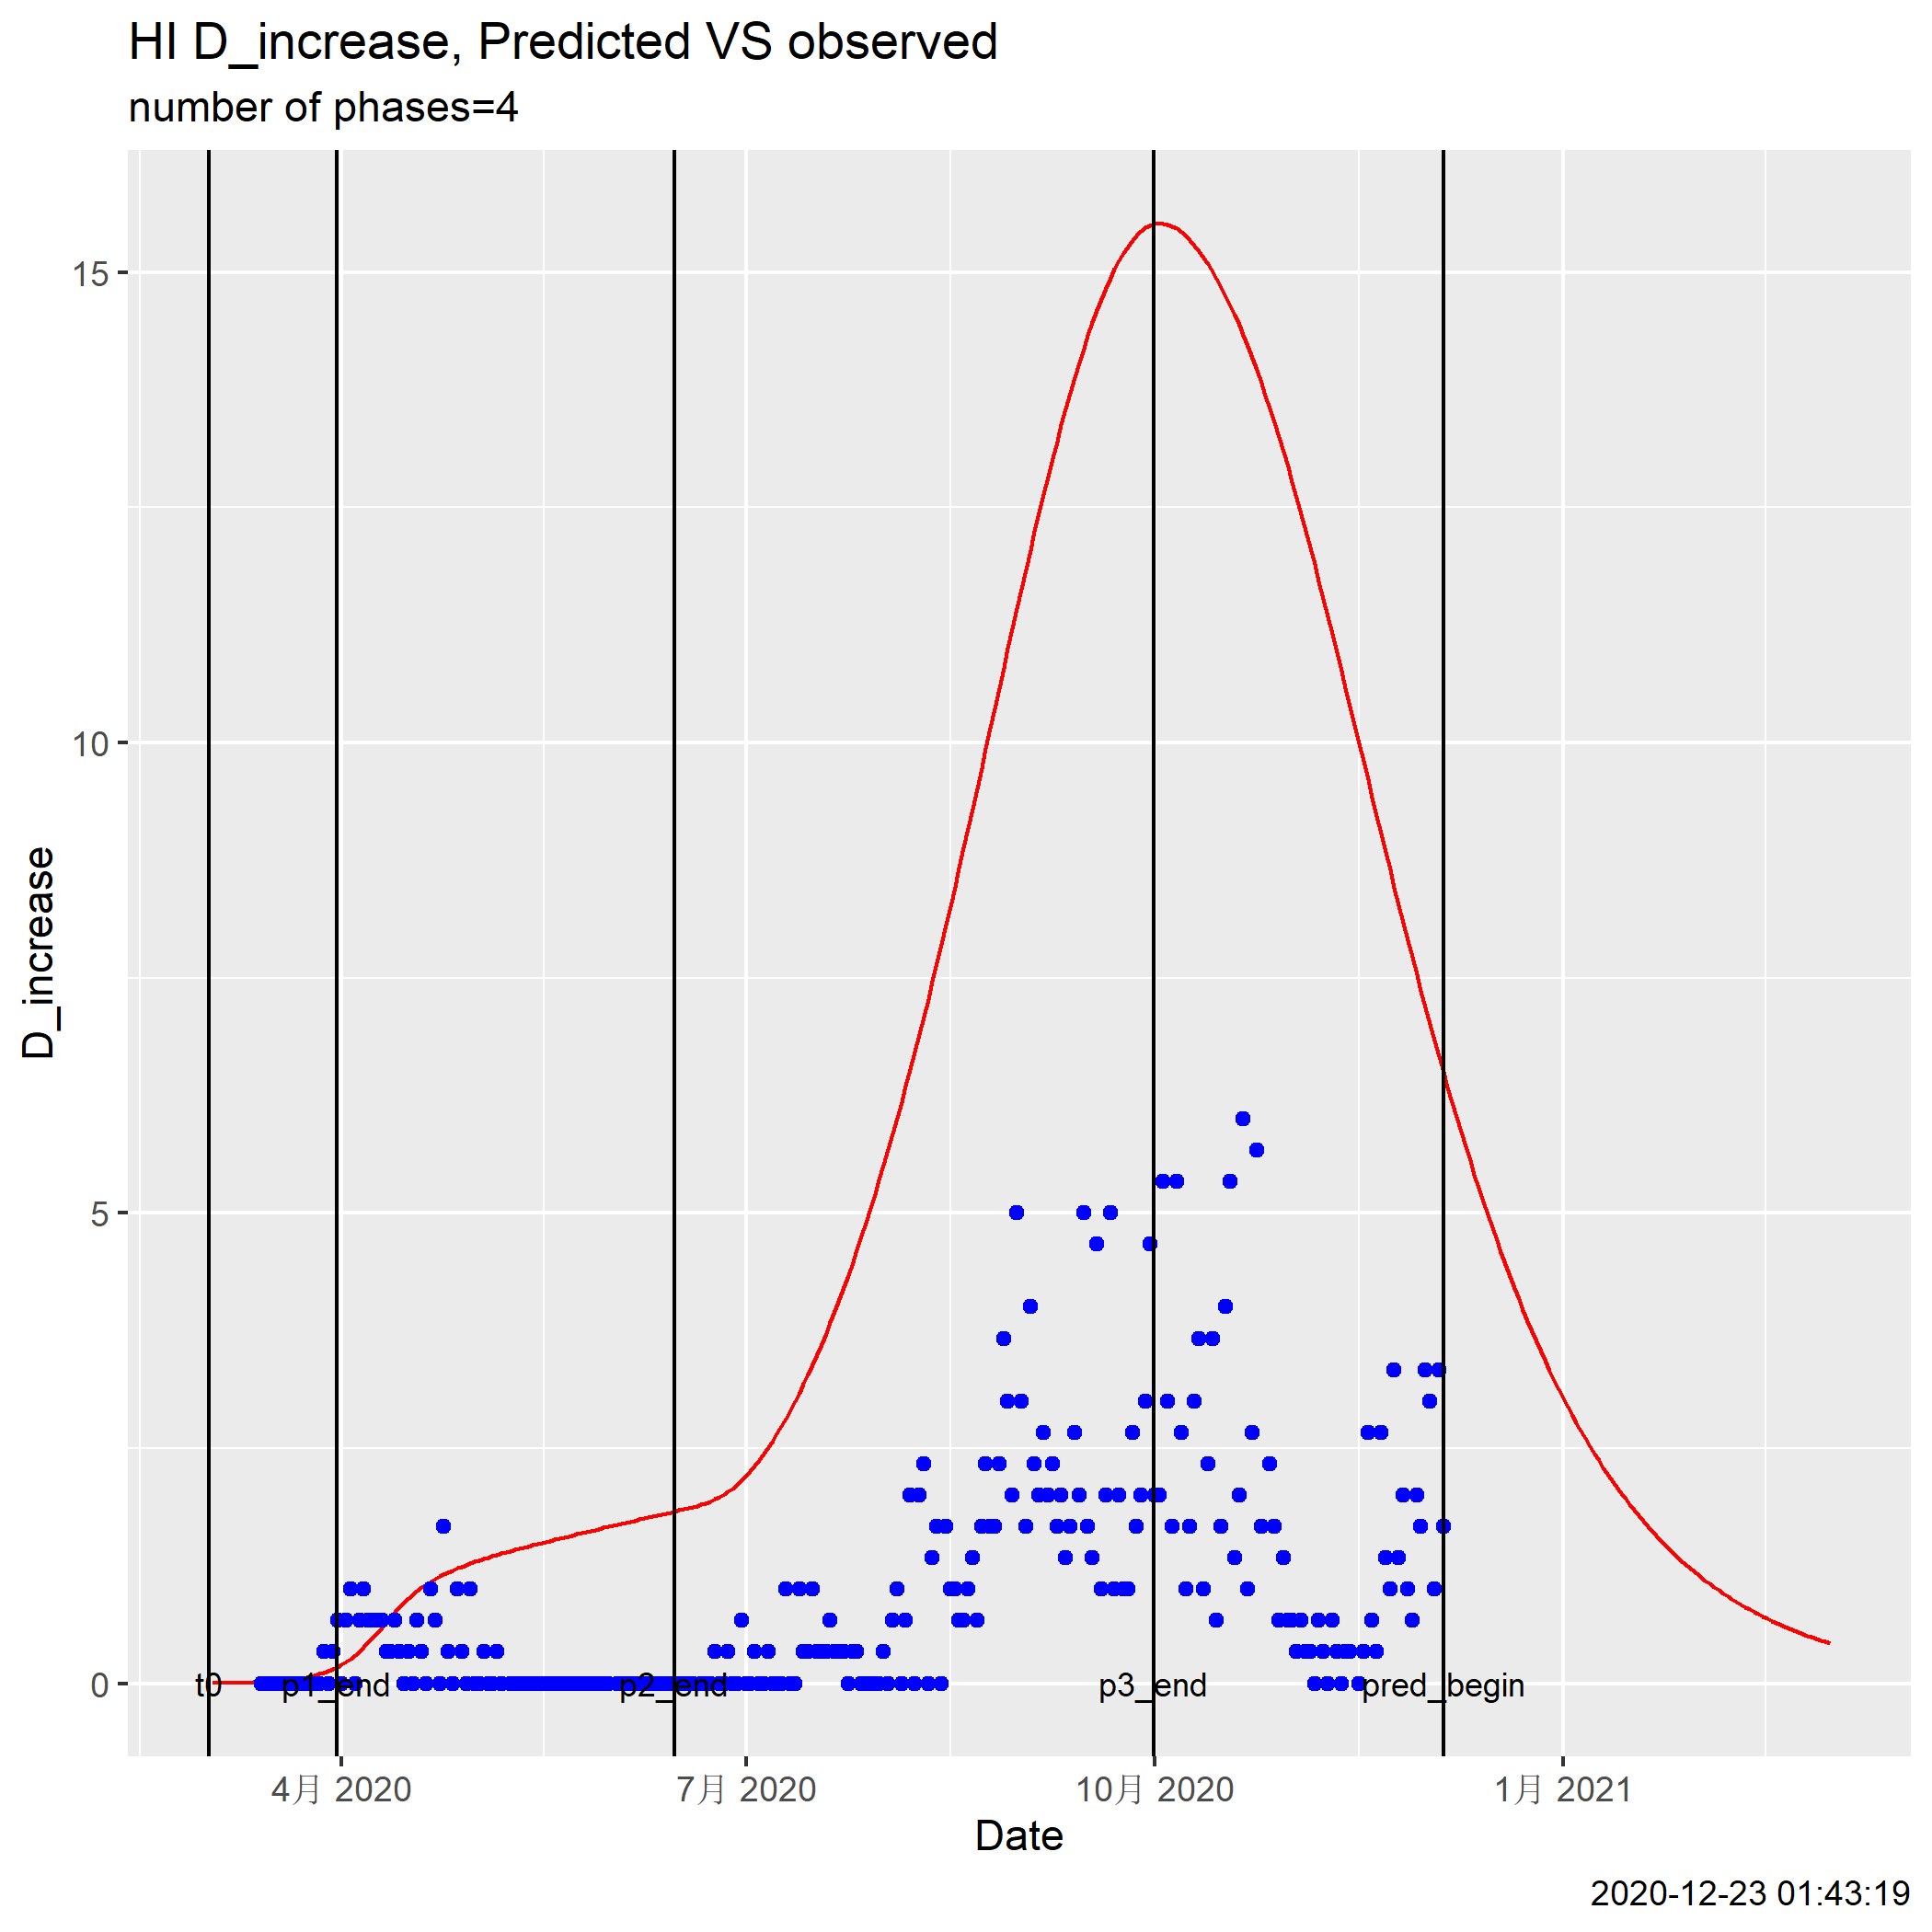 HI D_increase, Predicted VS observed
number of phases=4
D_increase
15
10
5
0
t0 p1_end p2_end p3_end pred_begin
4月 2020 7月 2020 10月 2020 1月 2021
Date
2020-12-23 01:43:19